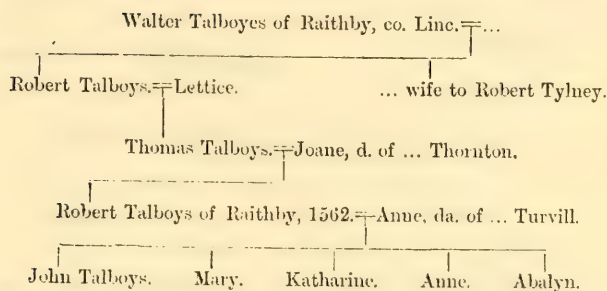 Walter Talboyes of Raithby, co. Linc.=...
Robert Talboys.=Lettice. ... wife to Robert Tylney.
Thomas Talboys.=Joane, d. of ... Thornton.
Robert Talboys of Raithby, 1562.=Anne, da. of ... Turvill.
John Talboys. Mary. Katharine. Anne. Abalyn.